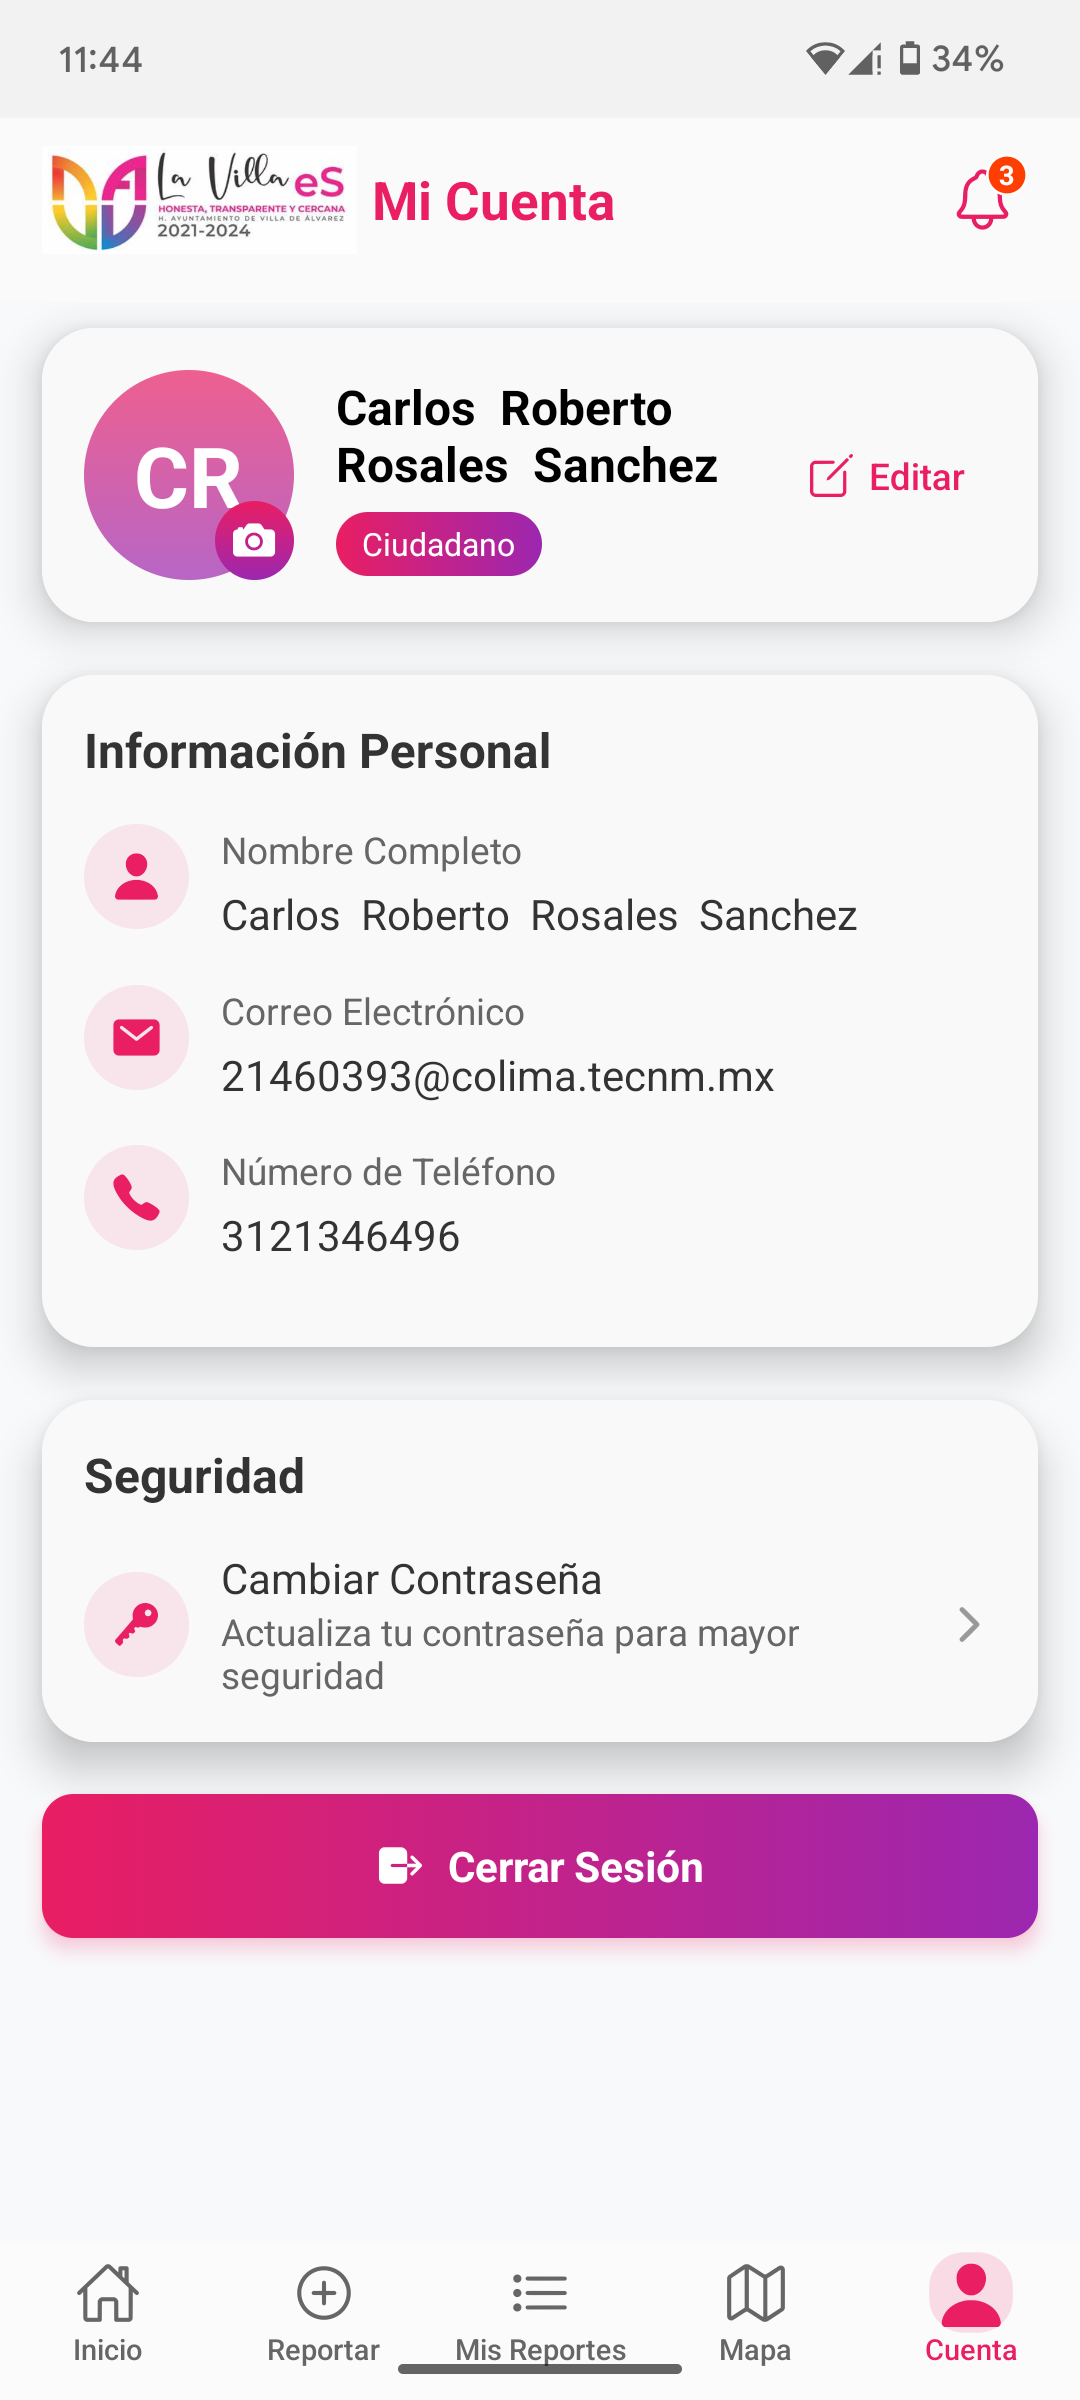 11:44
34%
La Villa eS
HONESTA, TRANSPARENTE Y CERCANA
H. AYUNTAMIENTO DE VILLA DE ÁLVAREZ
2021-2024
Mi Cuenta
3
CR
Carlos Roberto
Rosales Sanchez
Ciudadano
Editar
Información Personal
Nombre Completo
Carlos Roberto Rosales Sanchez
Correo Electrónico
21460393@colima.tecnm.mx
Número de Teléfono
3121346496
Seguridad
Cambiar Contraseña
Actualiza tu contraseña para mayor
seguridad
Cerrar Sesión
Inicio
Reportar
Mis Reportes
Mapa
Cuenta